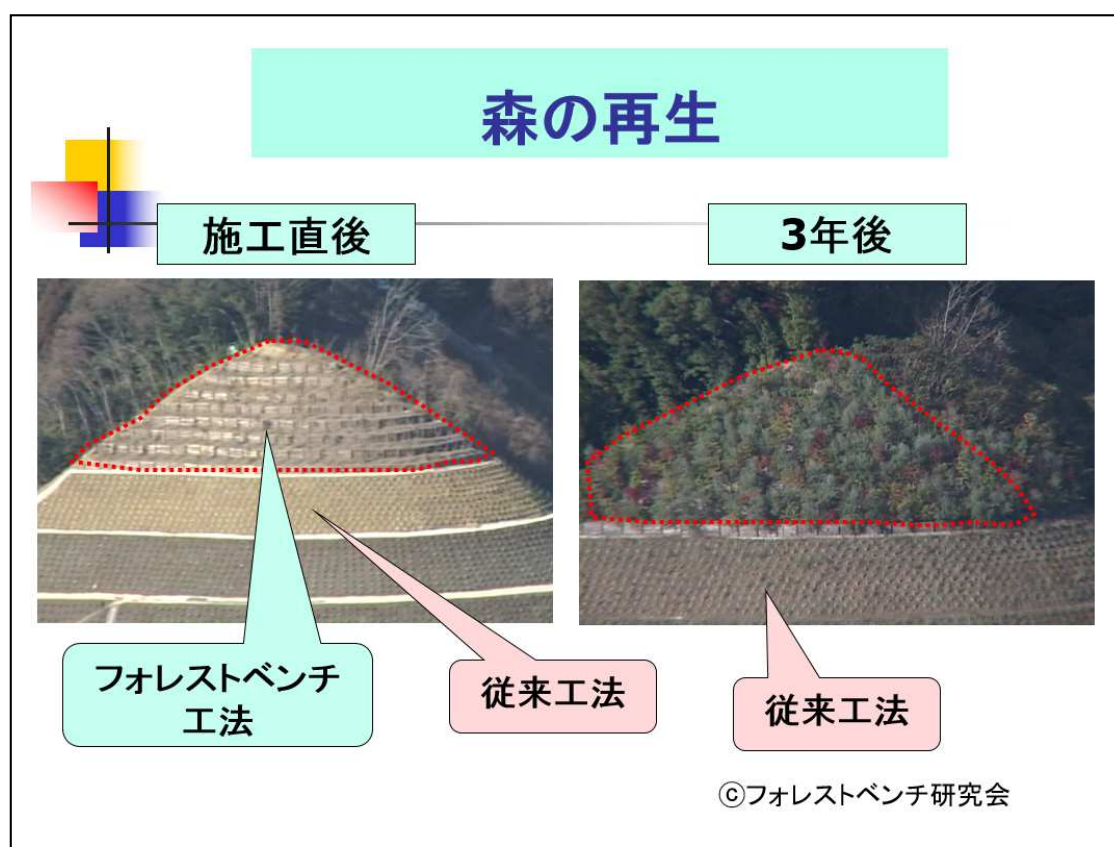 森の再生
施工直後
3年後
フォレストベンチ
工法
従来工法
従来工法
ⓒフォレストベンチ研究会